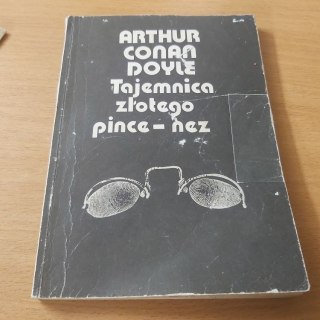 ARTHUR
CONAN
DOYLE
Tajemnica
złotego
pince-nez